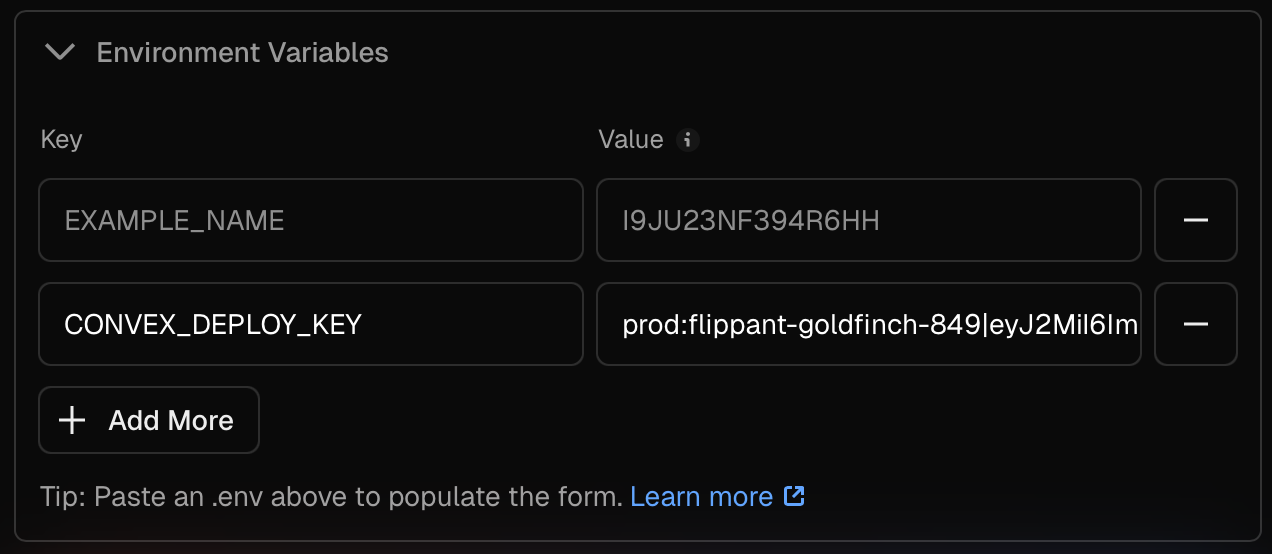 Environment Variables
Key Value
EXAMPLE_NAME I9JU23NF394R6HH
CONVEX_DEPLOY_KEY prod:flippant-goldfinch-849|eyJ2MiI6Im
Add More
Tip: Paste an .env above to populate the form. Learn more